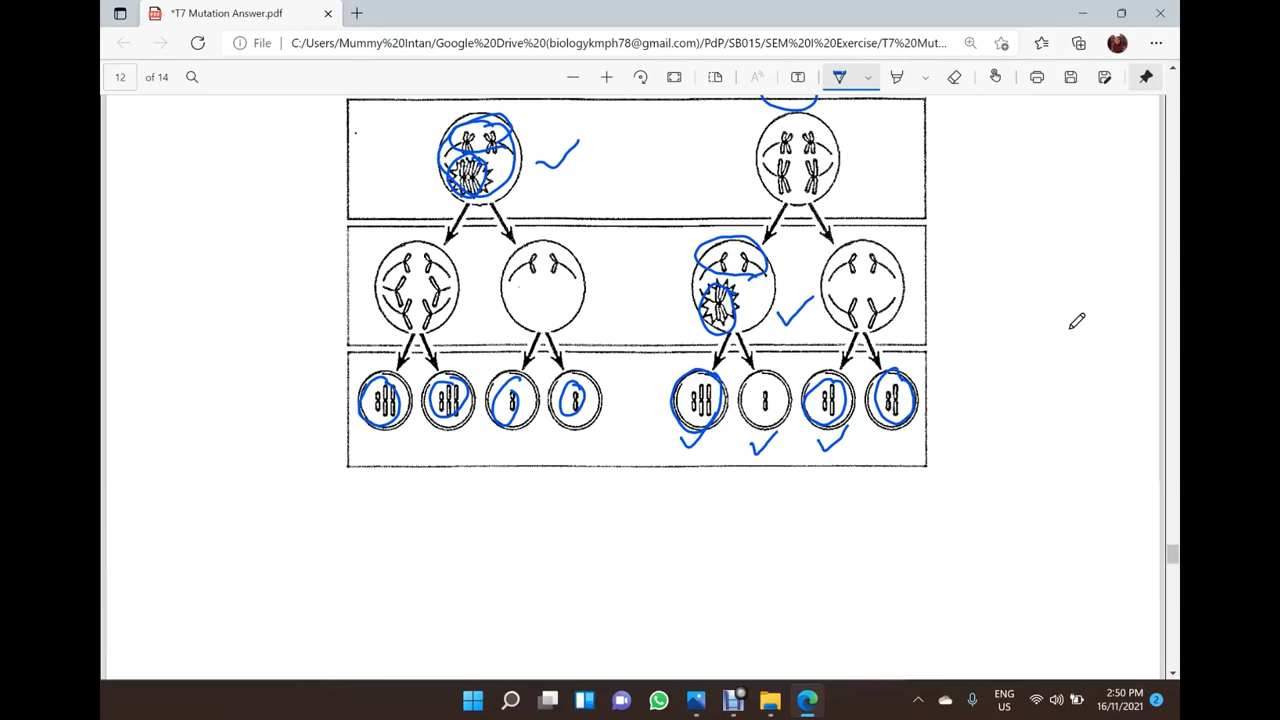 *T7 Mutation Answer.pdf
File
C:/Users/Mummy%20Intan/Google%20Drive%20(biologykmph78@gmail.com)/PdP/SB015/SEM%20I%20Exercise/T7%20Mut...
12 of 14
ENG
US
2:50 PM
16/11/2021
2